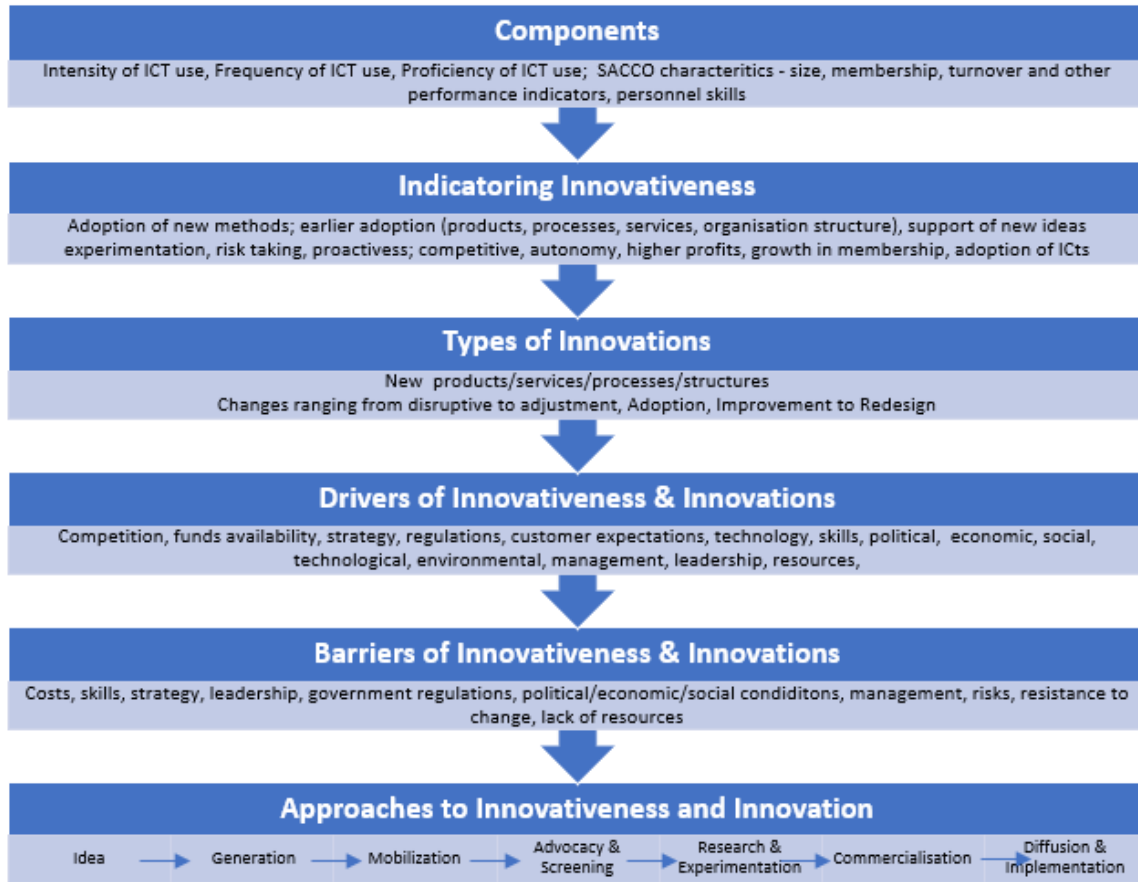 Components
Intensity of ICT use, Frequency of ICT use, Proficiency of ICT use;  SACCO characteritics - size, membership, turnover and other
performance indicators, personnel skills
Indicatoring Innovativeness
Adoption of new methods; earlier adoption (products, processes, services, organisation structure), support of new ideas
experimentation, risk taking, proactivess; competitive, autonomy, higher profits, growth in membership, adoption of ICts
Types of Innovations
New  products/services/processes/structures
Changes ranging from disruptive to adjustment, Adoption, Improvement to Redesign
Drivers of Innovativeness & Innovations
Competition, funds availability, strategy, regulations, customer expectations, technology, skills, political,  economic, social,
technological, environmental, management, leadership, resources,
Barriers of Innovativeness & Innovations
Costs, skills, strategy, leadership, government regulations, political/economic/social condiditons, management, risks, resistance to
change, lack of resources
Approaches to Innovativeness and Innovation
Idea
Generation
Mobilization
Advocacy &
Screening
Research &
Experimentation
Commercialisation
Diffusion &
Implementation